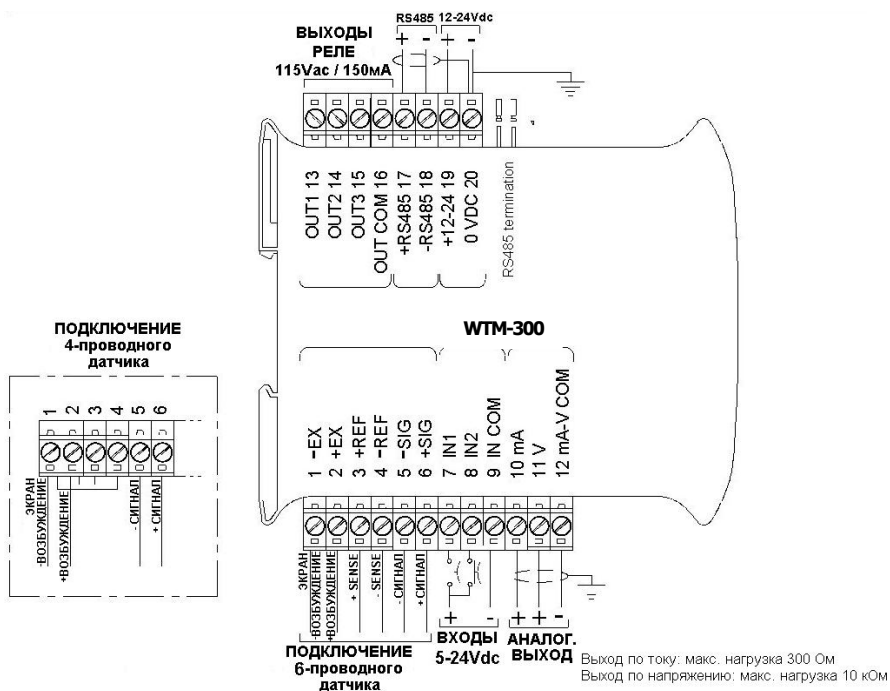 RS485 12-24Vdc
ВЫХОДЫ
РЕЛЕ
115Vac / 150мА
+ - + -
OUT1 13
OUT2 14
OUT3 15
OUT COM 16
+RS485 17
-RS485 18
+12-24 19
0 VDC 20
RS485 termination
WTM-300
ПОДКЛЮЧЕНИЕ
4-проводного
датчика
1
2
3
4
5
6
ЭКРАН
-ВОЗБУЖДЕНИЕ
+ВОЗБУЖДЕНИЕ
- СИГНАЛ
+ СИГНАЛ
1 -EX
2 +EX
3 +REF
4 -REF
5 -SIG
6 +SIG
7 IN1
8 IN2
9 IN COM
10 mA
11 V
12 mA-V COM
ЭКРАН
-ВОЗБУЖДЕНИЕ
+ВОЗБУЖДЕНИЕ
+ SENSE
- SENSE
- СИГНАЛ
+ СИГНАЛ
+ - + + -
ПОДКЛЮЧЕНИЕ
6-проводного
датчика
ВХОДЫ
5-24Vdc
АНАЛОГ.
ВЫХОД
Выход по току: макс. нагрузка 300 Ом
Выход по напряжению: макс. нагрузка 10 кОм